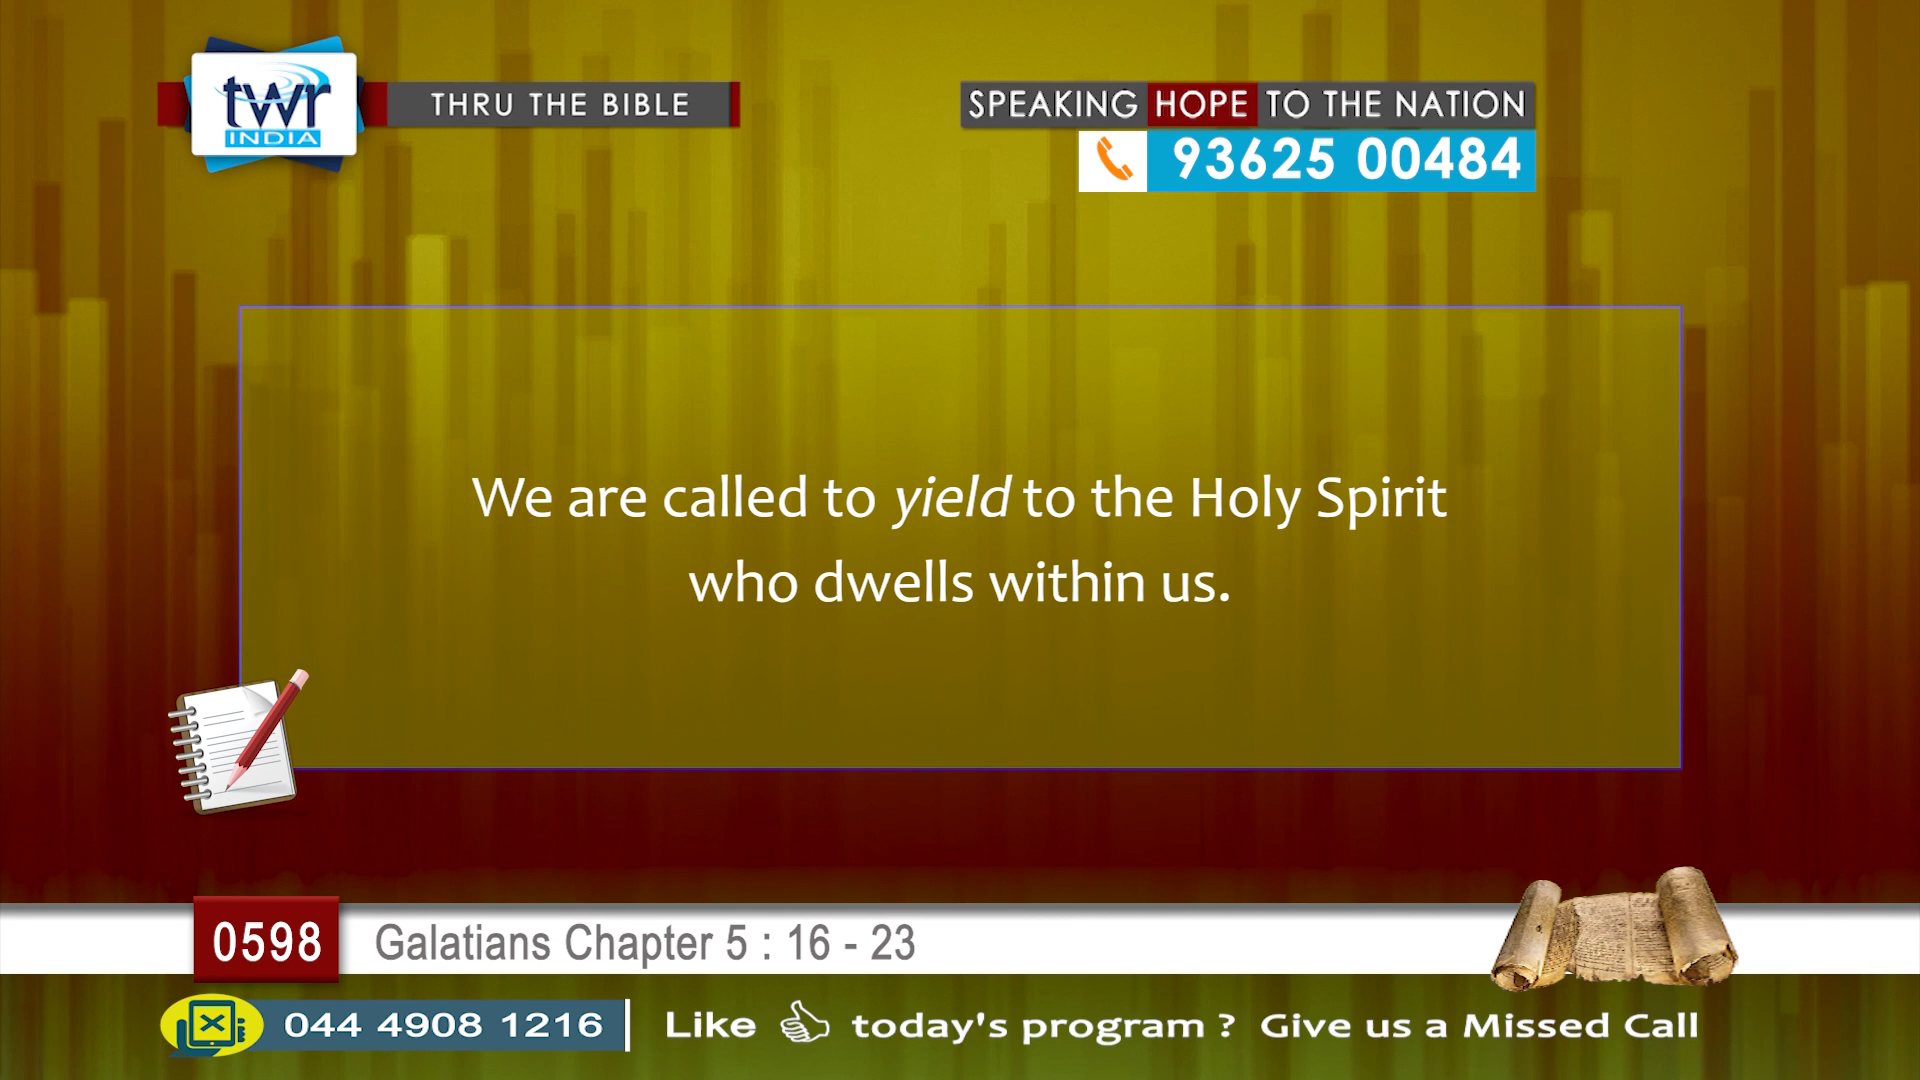 twr
INDIA
THRU THE BIBLE
SPEAKING HOPE TO THE NATION
93625 00484
We are called to yield to the Holy Spirit
who dwells within us.
0598
Galatians Chapter 5 : 16 - 23
044 4908 1216
Like today's program ? Give us a Missed Call